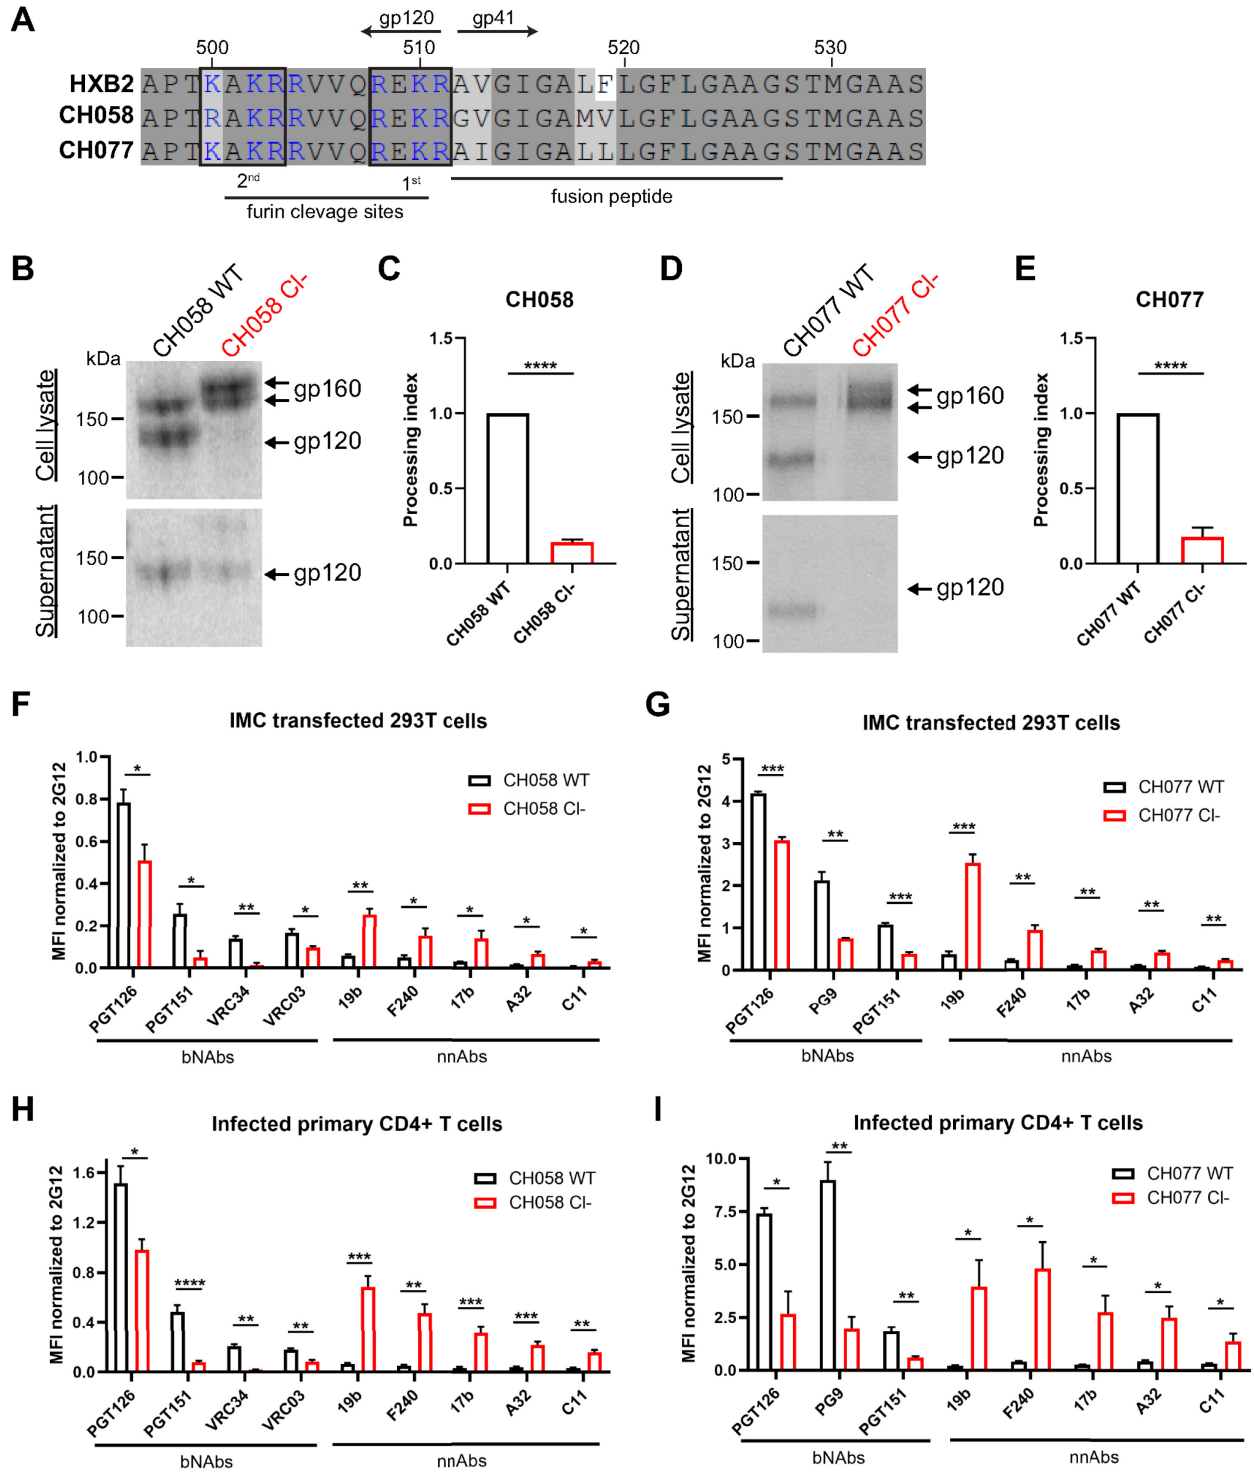 A
gp120 gp41
500 510 520 530
HXB2 APTKAKRRVVQREKRAVGIGALFLGFLGAAGSTMGAAS
CH058 APTRAKRRVVQREKRGVGIGAMVLGFLGAAGSTMGAAS
CH077 APTKAKRRVVQREKRAIGIGALLLGFLGAAGSTMGAAS
2nd 1st
furin clevage sites
fusion peptide
B
CH058 WT
CH058 Cl-
kDa
Cell lysate
150
100
gp160
gp120
Supernatant
150
100
gp120
C
CH058
Processing index
1.5
1.0
0.5
0.0
****
CH058 WT
CH058 Cl-
D
CH077 WT
CH077 Cl-
kDa
Cell lysate
150
100
gp160
gp120
Supernatant
150
100
gp120
E
CH077
Processing index
1.5
1.0
0.5
0.0
****
CH077 WT
CH077 Cl-
F
IMC transfected 293T cells
MFI normalized to 2G12
1.0
0.8
0.6
0.4
0.2
0.0
CH058 WT
CH058 Cl-
* * ** * ** * * * *
PGT126 PGT151 VRC34 VRC03 19b F240 17b A32 C11
bNAbs nnAbs
G
IMC transfected 293T cells
MFI normalized to 2G12
5
4
3
2
1
0
CH077 WT
CH077 Cl-
*** ** *** *** ** ** ** **
PGT126 PG9 PGT151 19b F240 17b A32 C11
bNAbs nnAbs
H
Infected primary CD4+ T cells
MFI normalized to 2G12
1.6
1.2
0.8
0.4
0.0
CH058 WT
CH058 Cl-
* **** ** ** *** ** *** *** **
PGT126 PGT151 VRC34 VRC03 19b F240 17b A32 C11
bNAbs nnAbs
I
Infected primary CD4+ T cells
MFI normalized to 2G12
10.0
7.5
5.0
2.5
0.0
CH077 WT
CH077 Cl-
* ** ** * * * * *
PGT126 PG9 PGT151 19b F240 17b A32 C11
bNAbs nnAbs